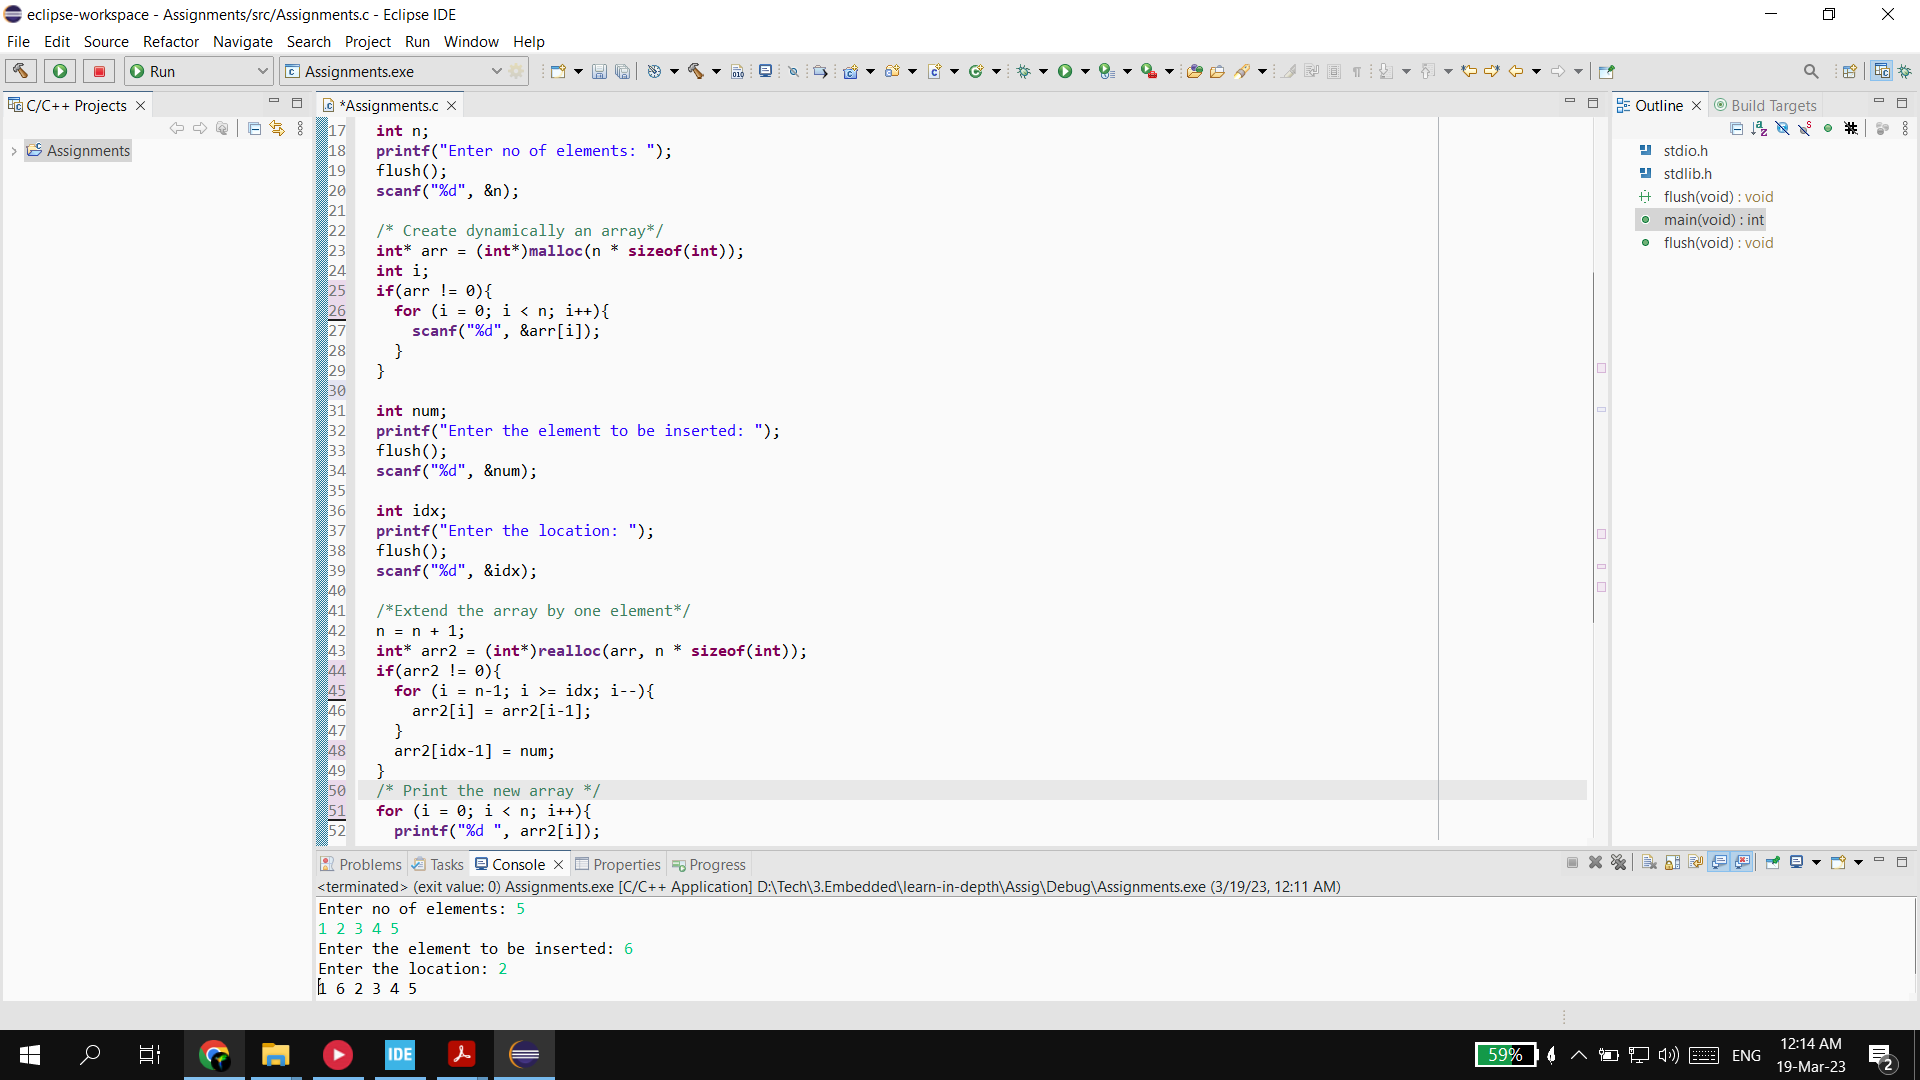 eclipse-workspace - Assignments/src/Assignments.c - Eclipse IDE
File Edit Source Refactor Navigate Search Project Run Window Help
Run Assignments.exe
C/C++ Projects
Assignments
*Assignments.c
17 int n;
18 printf("Enter no of elements: ");
19 flush();
20 scanf("%d", &n);
21
22 /* Create dynamically an array*/
23 int* arr = (int*)malloc(n * sizeof(int));
24 int i;
25 if(arr != 0){
26 for (i = 0; i < n; i++){
27 scanf("%d", &arr[i]);
28 }
29 }
30
31 int num;
32 printf("Enter the element to be inserted: ");
33 flush();
34 scanf("%d", &num);
35
36 int idx;
37 printf("Enter the location: ");
38 flush();
39 scanf("%d", &idx);
40
41 /*Extend the array by one element*/
42 n = n + 1;
43 int* arr2 = (int*)realloc(arr, n * sizeof(int));
44 if(arr2 != 0){
45 for (i = n-1; i >= idx; i--){
46 arr2[i] = arr2[i-1];
47 }
48 arr2[idx-1] = num;
49 }
50 /* Print the new array */
51 for (i = 0; i < n; i++){
52 printf("%d ", arr2[i]);
Outline Build Targets
stdio.h
stdlib.h
flush(void) : void
main(void) : int
flush(void) : void
Problems Tasks Console Properties Progress
<terminated> (exit value: 0) Assignments.exe [C/C++ Application] D:\Tech\3.Embedded\learn-in-depth\Assig\Debug\Assignments.exe (3/19/23, 12:11 AM)
Enter no of elements: 5
1 2 3 4 5
Enter the element to be inserted: 6
Enter the location: 2
1 6 2 3 4 5
IDE
59%
ENG
12:14 AM
19-Mar-23
2